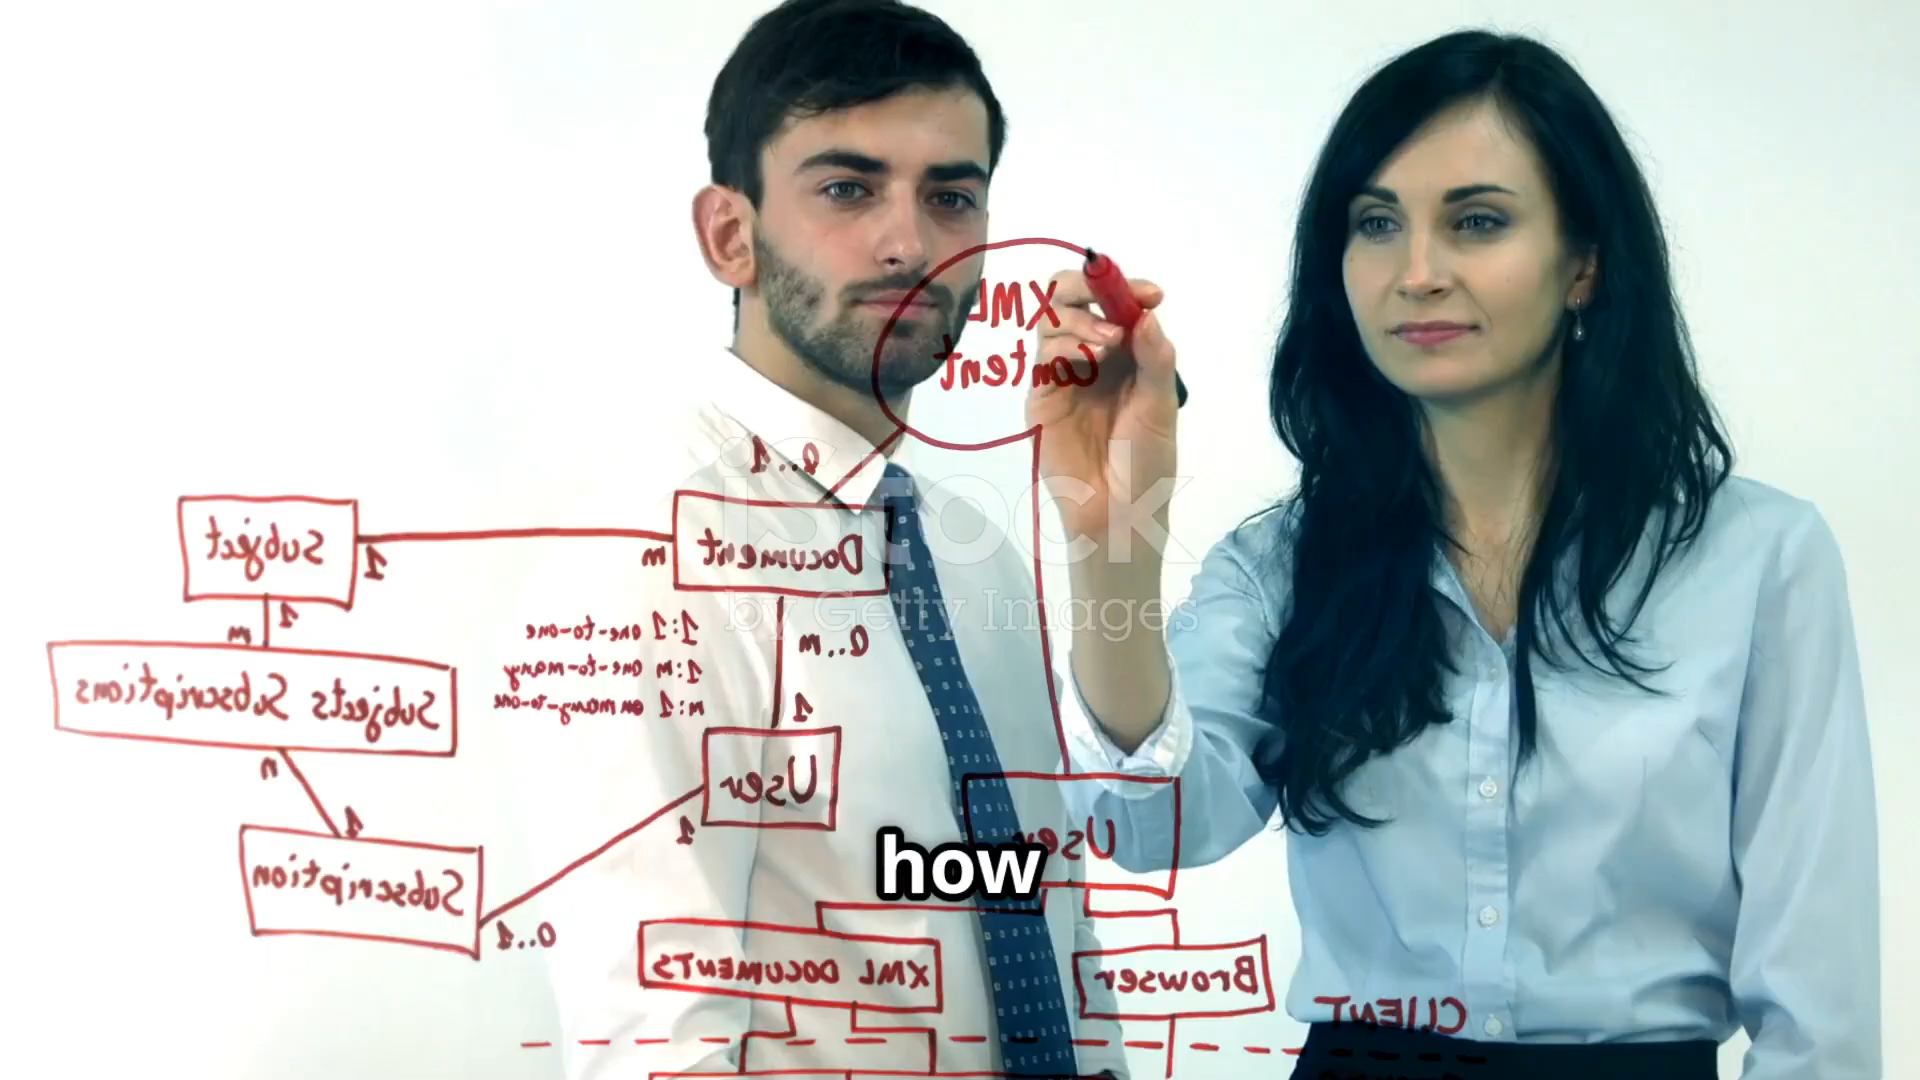 XML
Content
0..1
Subject
1
m
Document
1
m
1:1 one-to-one
1:m one-to-many
m:1 onmany-to-one
0..m
Subjects Subscriptions
1
n
User
1
1
User
how
Subscription
0..1
XML DOCUMENTS
Browser
CLIENT
iStock
by Getty Images